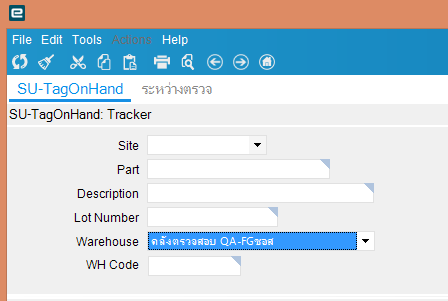 File Edit Tools Actions Help
SU-TagOnHand ระหว่างตรวจ
SU-TagOnHand: Tracker
Site
Part
Description
Lot Number
Warehouse คลังตรวจสอบ QA-FGซอส
WH Code